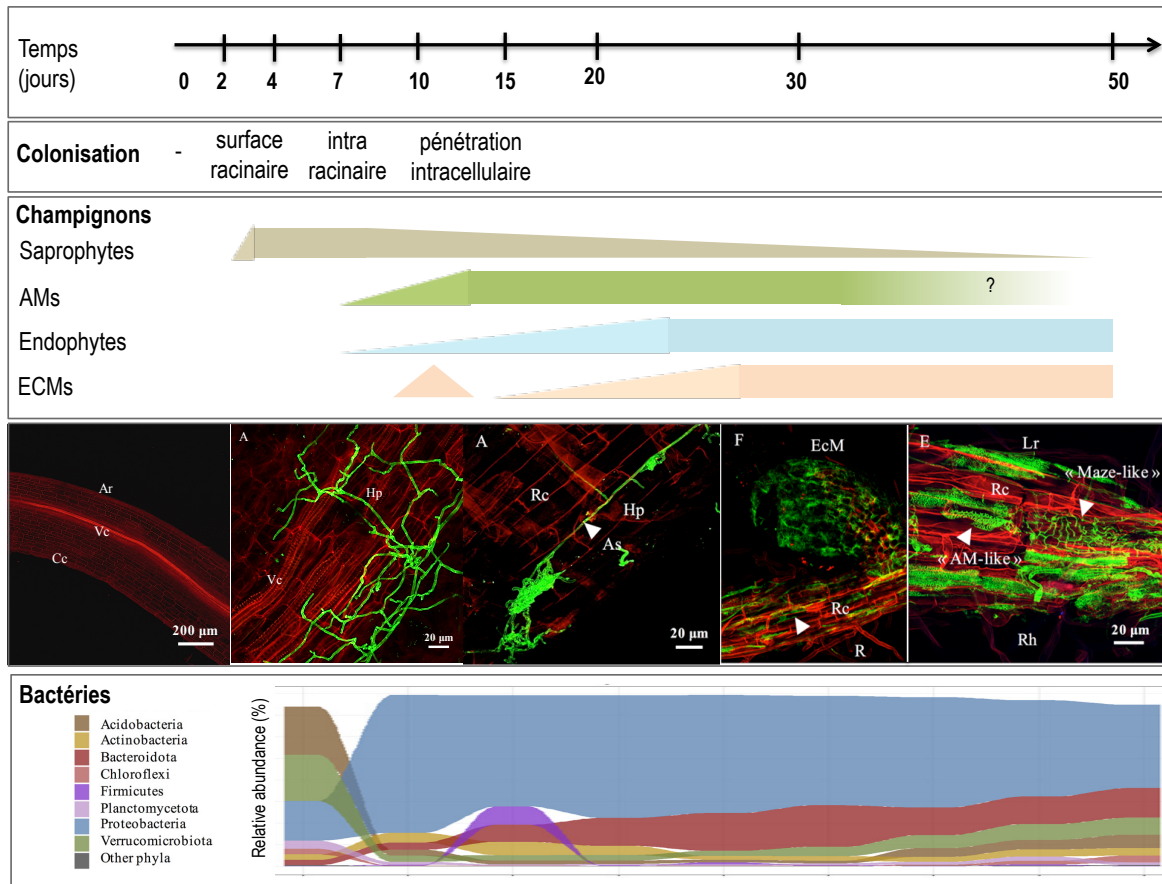 Temps
(jours)
0 2 4 7 10 15 20 30 50
Colonisation
-
surface
racinaire
intra
racinaire
pénétration
intracellulaire
Champignons
Saprophytes
AMs
?
Endophytes
ECMs
Ar
Vc
Cc
200 µm
A
Hp
Vc
20 µm
A
Rc
Hp
As
20 µm
F
EcM
Rc
R
20 µm
E
Lr
« Maze-like »
Rc
« AM-like »
Rh
20 µm
Bactéries
Acidobacteria
Actinobacteria
Bacteroidota
Chloroflexi
Firmicutes
Planctomycetota
Proteobacteria
Verrucomicrobiota
Other phyla
Relative abundance (%)